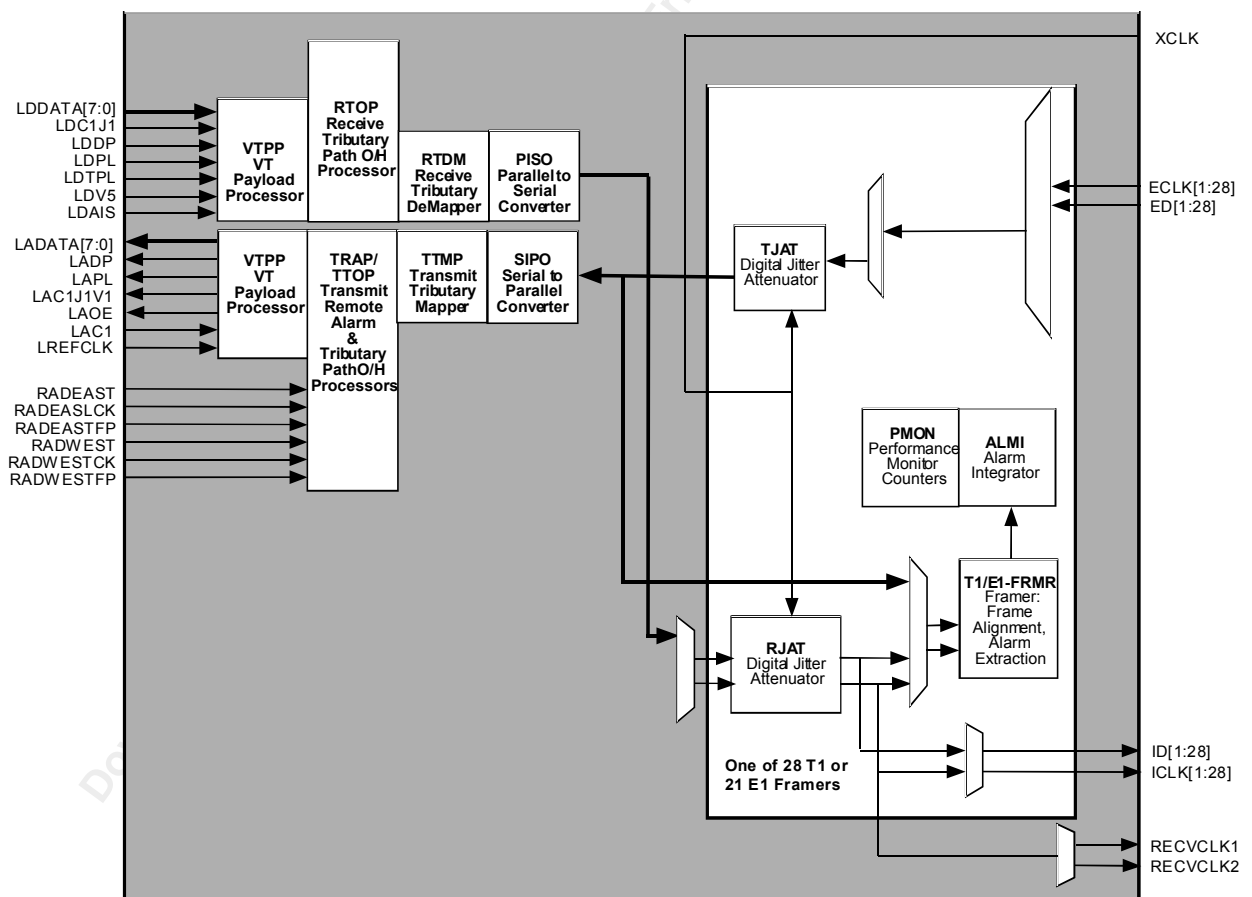 XCLK
LDDATA[7:0]
LDC1J1
LDDP
LDPL
LDTPL
LDV5
LDAIS
VTPP
VT
Payload
Processor
RTOP
Receive
Tributary
Path O/H
Processor
RTDM
Receive
Tributary
DeMapper
PISO
Parallel to
Serial
Converter
ECLK[1:28]
ED[1:28]
LADATA[7:0]
LADP
LAPL
LAC1J1V1
LAOE
LAC1
LREFCLK
VTPP
VT
Payload
Processor
TRAP/
TTOP
Transmit
Remote
Alarm
&
Tributary
PathO/H
Processors
TTMP
Transmit
Tributary
Mapper
SIPO
Serial to
Parallel
Converter
TJAT
Digital Jitter
Attenuator
RADEAST
RADEASLCK
RADEASTFP
RADWEST
RADWESTCK
RADWESTFP
PMON
Performance
Monitor
Counters
ALMI
Alarm
Integrator
T1/E1-FRMR
Framer:
Frame
Alignment,
Alarm
Extraction
RJAT
Digital Jitter
Attenuator
One of 28 T1 or
21 E1 Framers
ID[1:28]
ICLK[1:28]
RECVCLK1
RECVCLK2